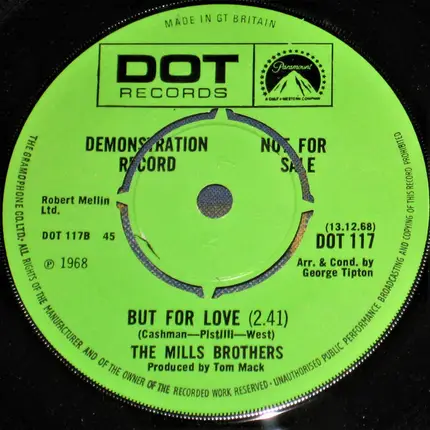 MADE IN GT BRITAIN
DOT
RECORDS
Paramount
A GULF+WESTERN COMPANY
DEMONSTRATION
RECORD
NOT FOR
SALE
Robert Mellin
Ltd.
DOT 117B 45
℗ 1968
(13.12.68)
DOT 117
Arr. & Cond. by
George Tipton
BUT FOR LOVE (2.41)
(Cashman—Pistilli—West)
THE MILLS BROTHERS
Produced by Tom Mack
THE GRAMOPHONE CO. LTD. ALL RIGHTS OF THE MANUFACTURER AND OF THE OWNER OF THE RECORDED WORK RESERVED · UNAUTHORISED PUBLIC PERFORMANCE BROADCASTING AND COPYING OF THIS RECORD PROHIBITED